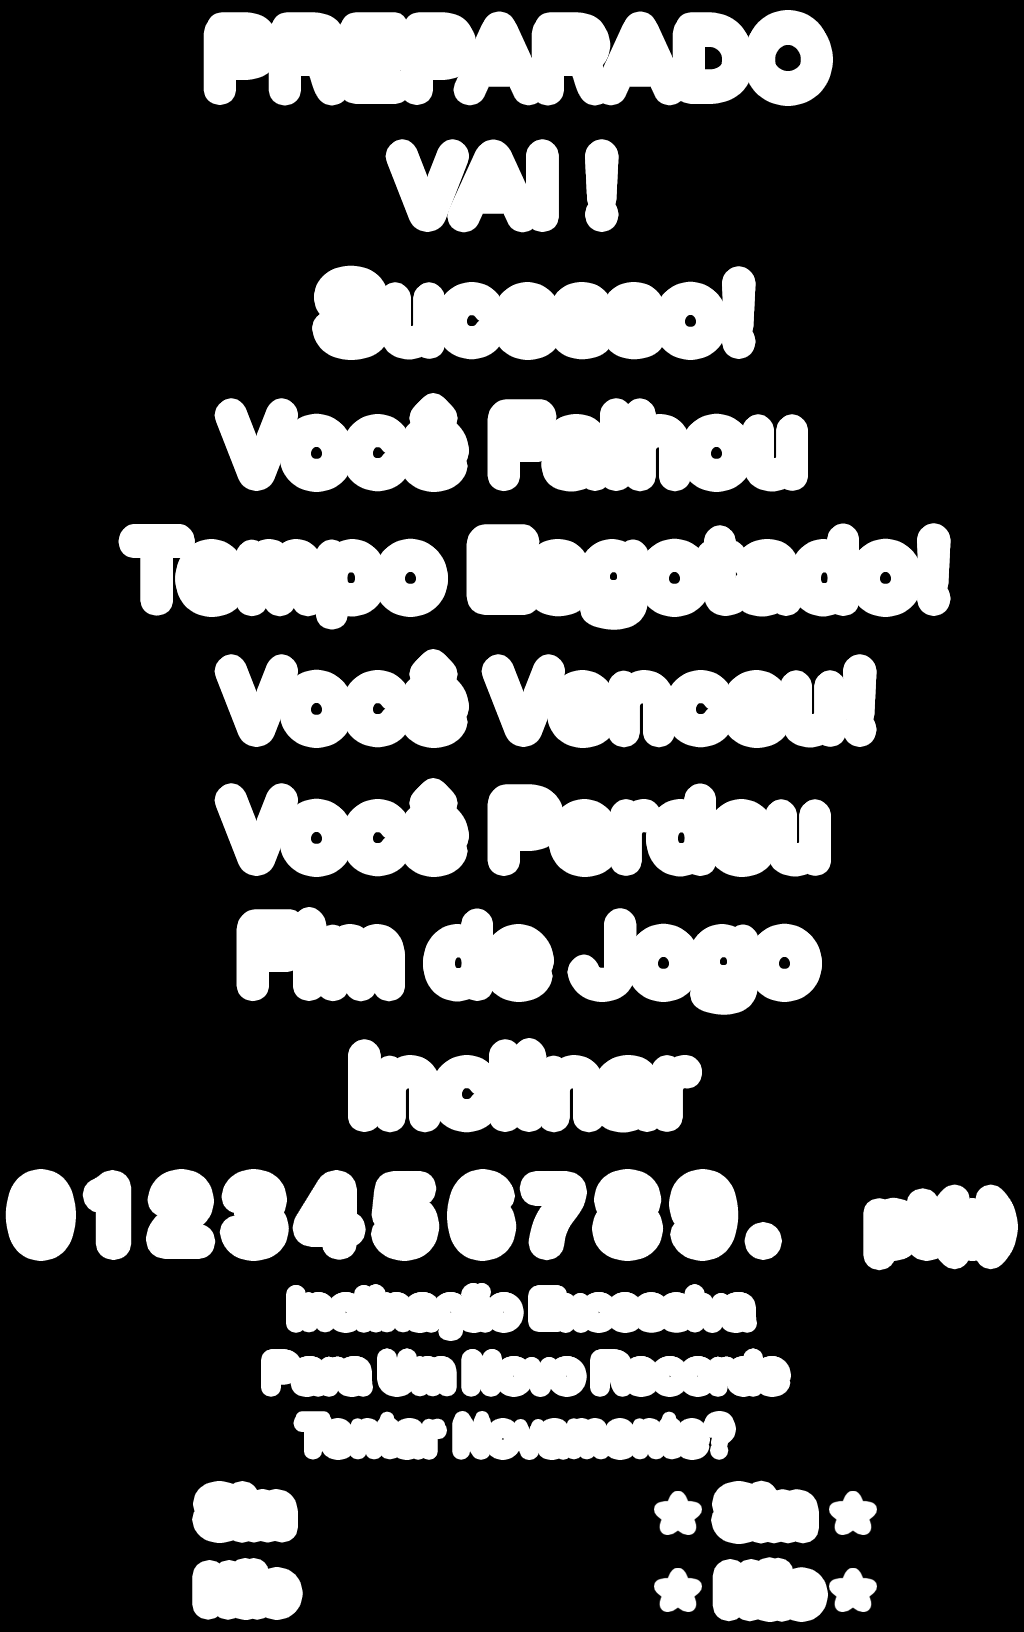 PREPARADO
VAI !
Sucesso!
Você Falhou
Tempo Esgotado!
Você Venceu!
Você Perdeu
Fim de Jogo
Inclinar
0123456789.
Inclinação
Para Um Novo Recorde
Tentar Novamente?
Sim ★ Sim ★
Não ★ Não ★